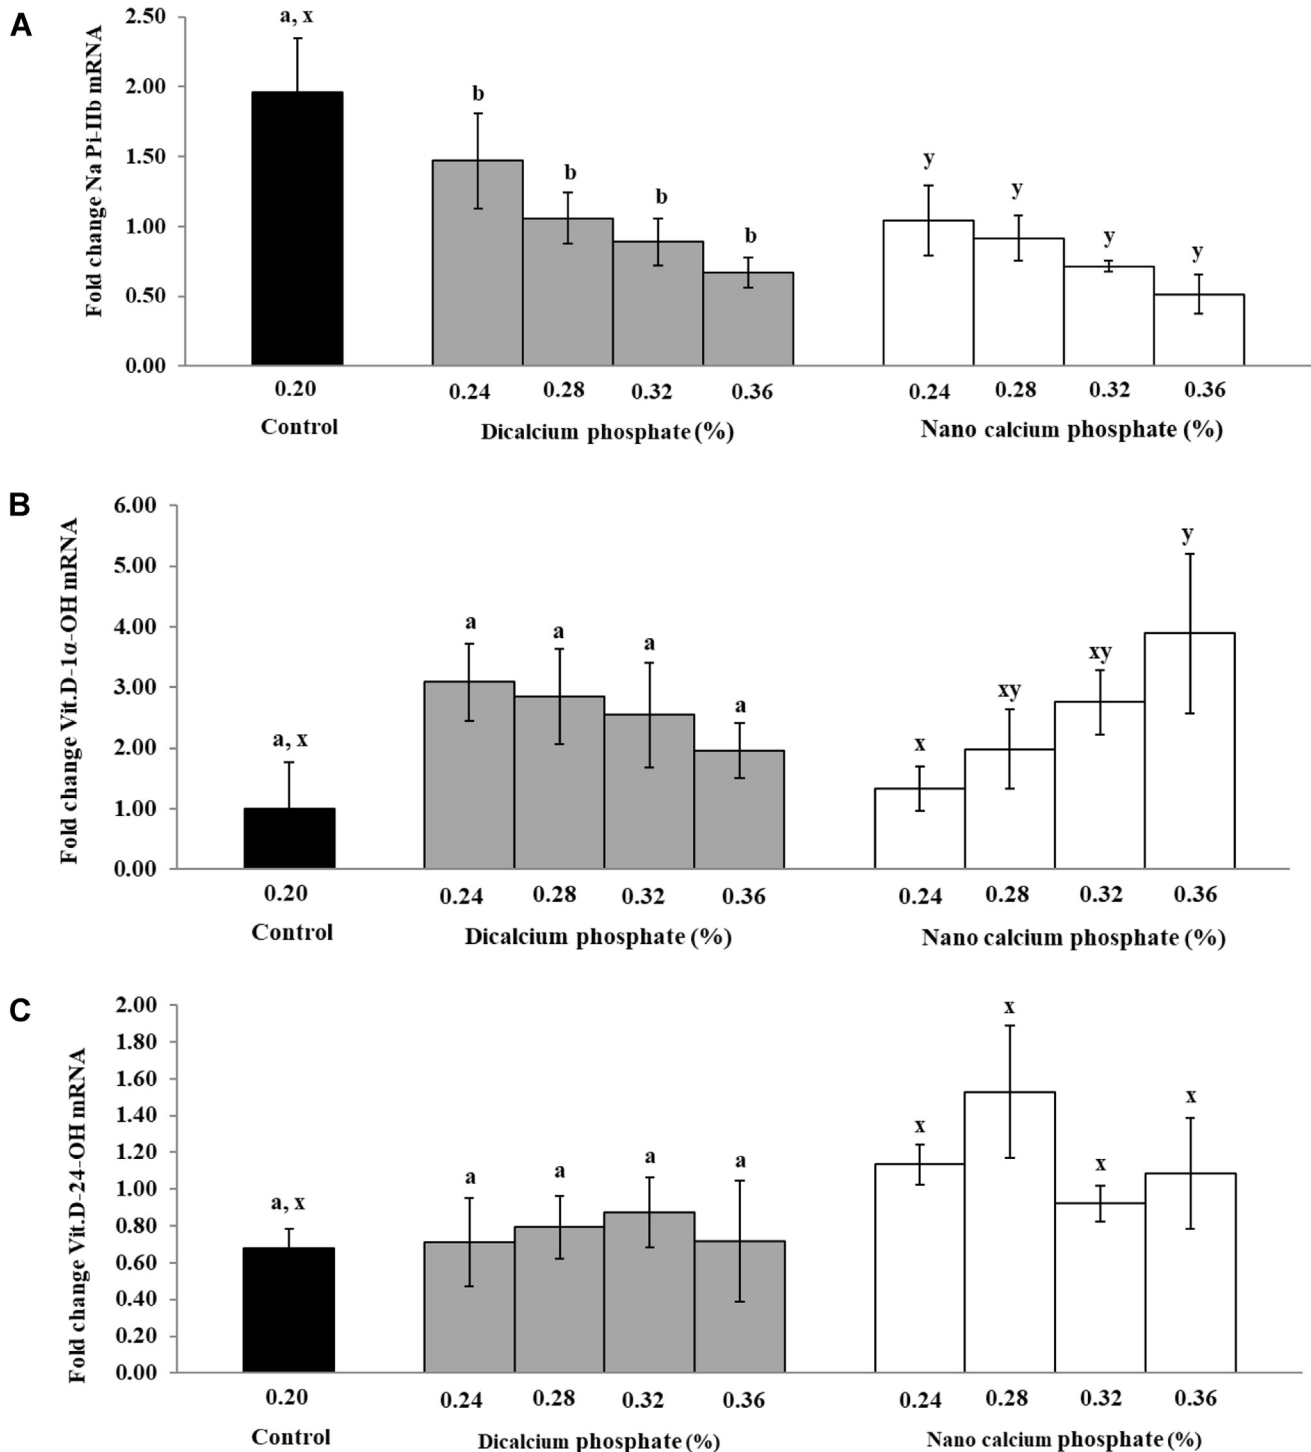 A
Fold change Na Pi-IIb mRNA
2.50
2.00
1.50
1.00
0.50
0.00
a, x
b
b
b
b
y
y
y
y
0.20
0.24
0.28
0.32
0.36
0.24
0.28
0.32
0.36
Control
Dicalcium phosphate (%)
Nano calcium phosphate (%)
B
Fold change Vit.D-1α-OH mRNA
6.00
5.00
4.00
3.00
2.00
1.00
0.00
a, x
a
a
a
a
x
xy
xy
y
0.20
0.24
0.28
0.32
0.36
0.24
0.28
0.32
0.36
Control
Dicalcium phosphate (%)
Nano calcium phosphate (%)
C
Fold change Vit.D-24-OH mRNA
2.00
1.80
1.60
1.40
1.20
1.00
0.80
0.60
0.40
0.20
0.00
a, x
a
a
a
a
x
x
x
x
0.20
0.24
0.28
0.32
0.36
0.24
0.28
0.32
0.36
Control
Dicalcium phosphate (%)
Nano calcium phosphate (%)